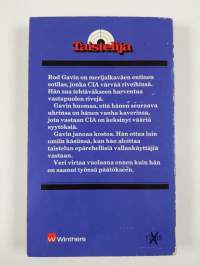 Taistelija
Rod Gavin on merijalkaväen entinen
sotilas, jonka CIA värvää riveihinsä.
Hän saa tehtäväkseen harventaa
vastapuolen rivejä.
Gavin huomaa, että hänen seuraava
uhrinsa on hänen vanha kaverinsa,
jota vastaan CIA on keksinyt vääriä
syytöksiä.
Gavin janoaa kostoa. Hän ottaa lain
omiin käsiinsä, kun hän aloittaa
taistelun epärehellisiä vallankäyttäjiä
vastaan.
Veri virtaa vuolaana ennen kuin hän
on saanut työnsä päätökseen.
Winthers